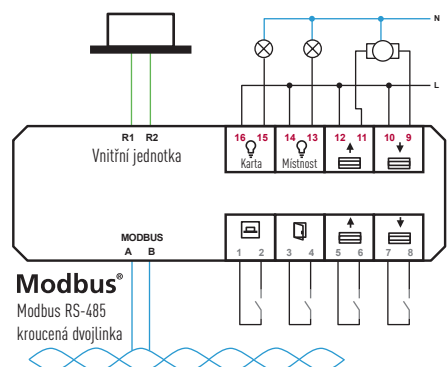 N
L
R1 R2
Vnitřní jednotka
16 15
Karta
14 13
Místnost
12 11
10 9
MODBUS
A B
1 2
3 4
5 6
7 8
Modbus®
Modbus RS-485
kroucená dvojlinka